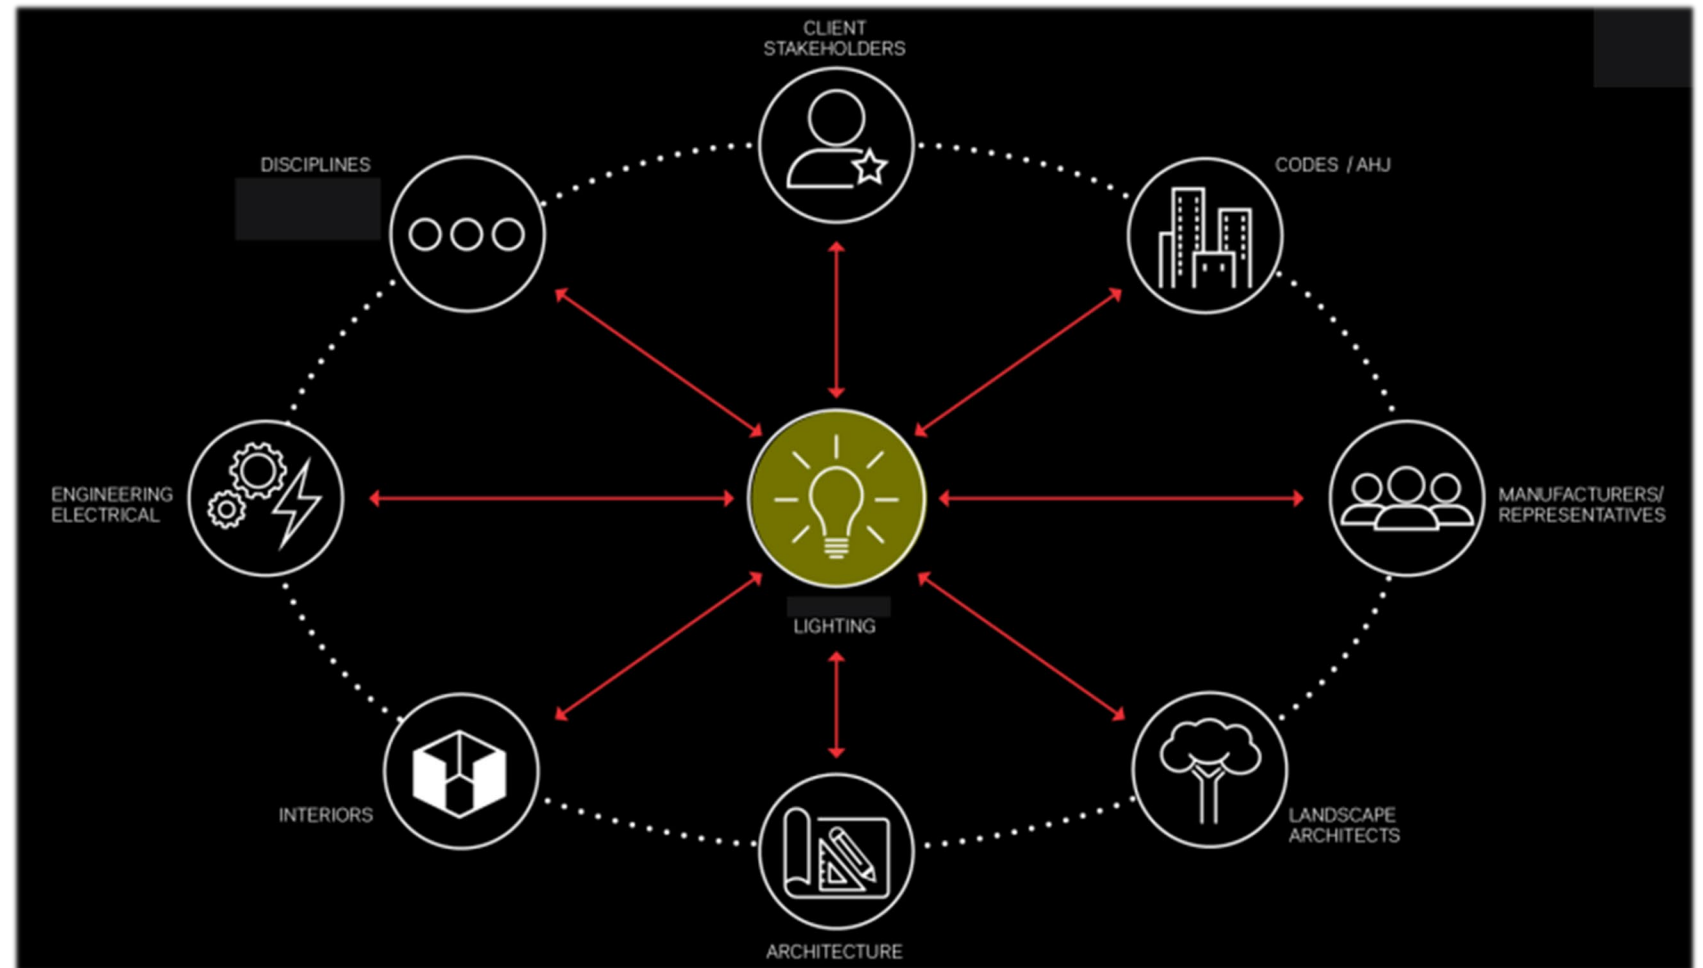 CLIENT
STAKEHOLDERS
DISCIPLINES
CODES / AHJ
ENGINEERING
ELECTRICAL
MANUFACTURERS/
REPRESENTATIVES
LIGHTING
INTERIORS
LANDSCAPE
ARCHITECTS
ARCHITECTURE